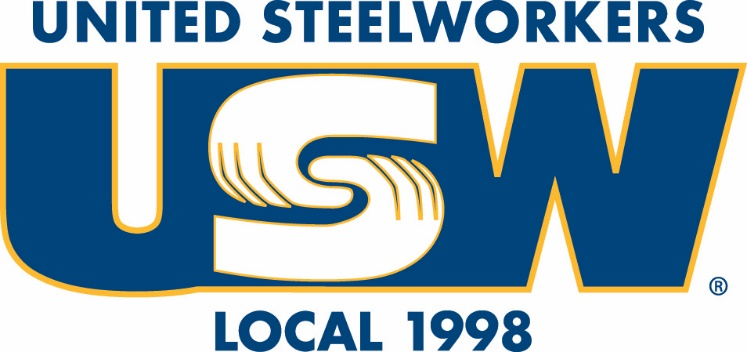 UNITED STEELWORKERS
USW
®
LOCAL 1998